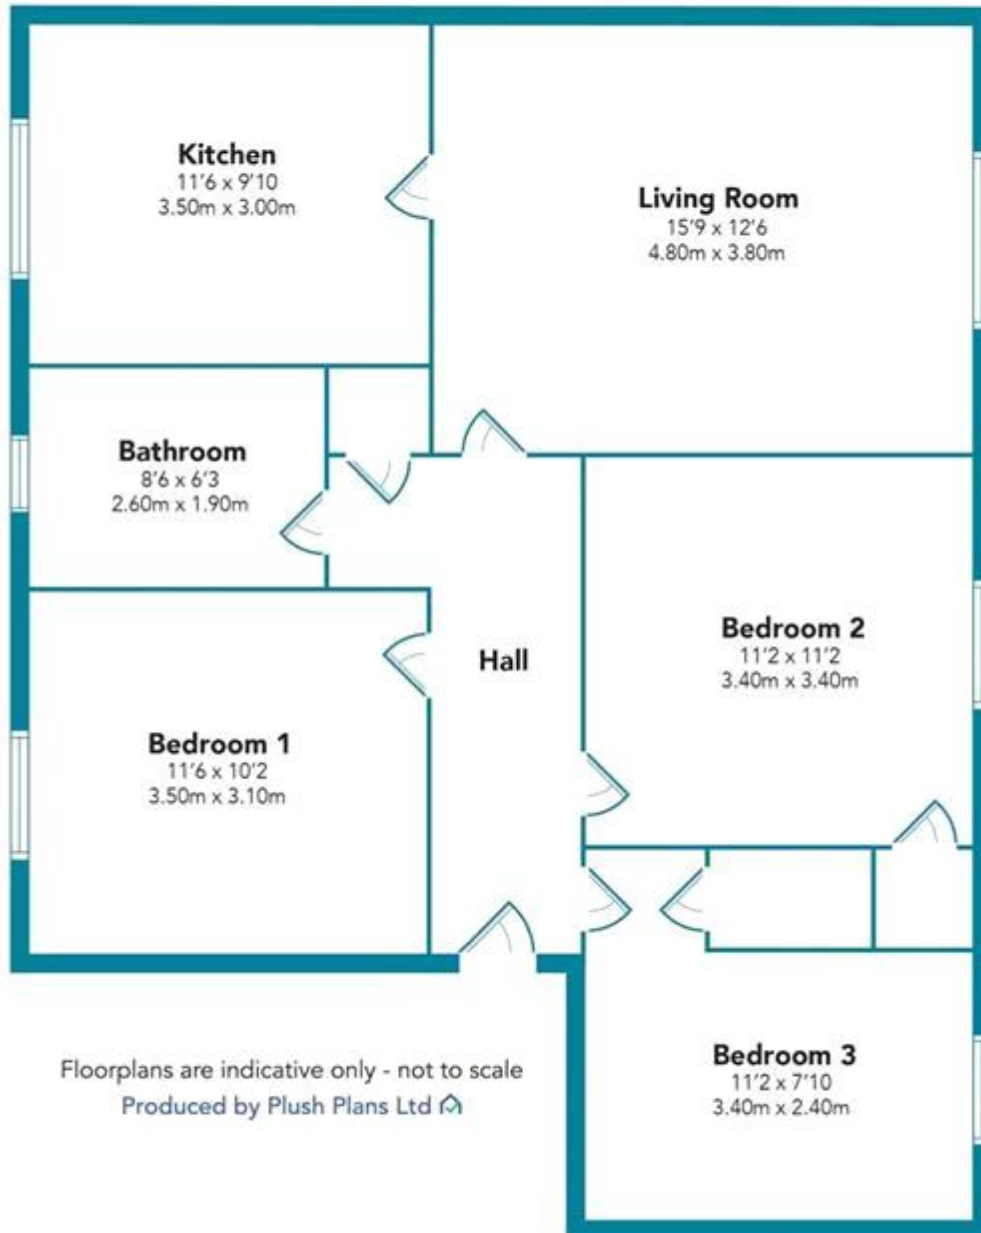 Kitchen
11'6 x 9'10
3.50m x 3.00m
Living Room
15'9 x 12'6
4.80m x 3.80m
Bathroom
8'6 x 6'3
2.60m x 1.90m
Hall
Bedroom 2
11'2 x 11'2
3.40m x 3.40m
Bedroom 1
11'6 x 10'2
3.50m x 3.10m
Bedroom 3
11'2 x 7'10
3.40m x 2.40m
Floorplans are indicative only - not to scale
Produced by Plush Plans Ltd